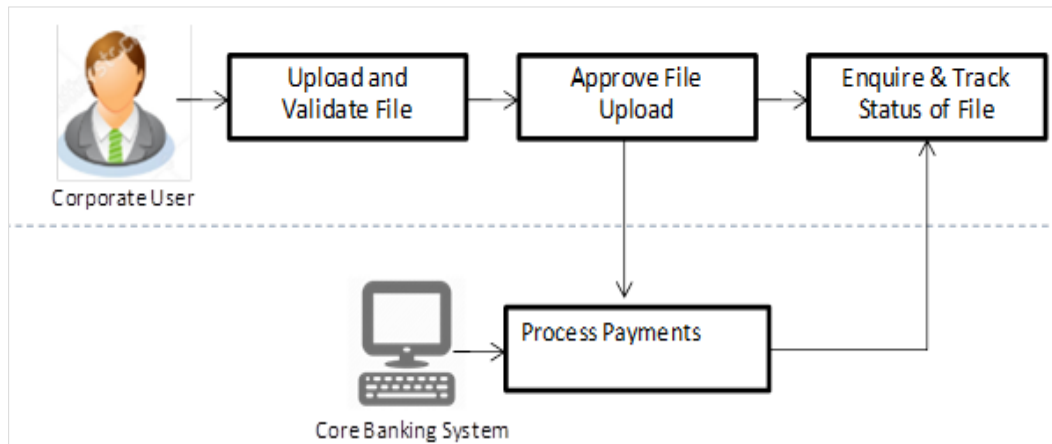 Upload and
Validate File
Approve File
Upload
Enquire & Track
Status of File
Corporate User
Process Payments
Core Banking System